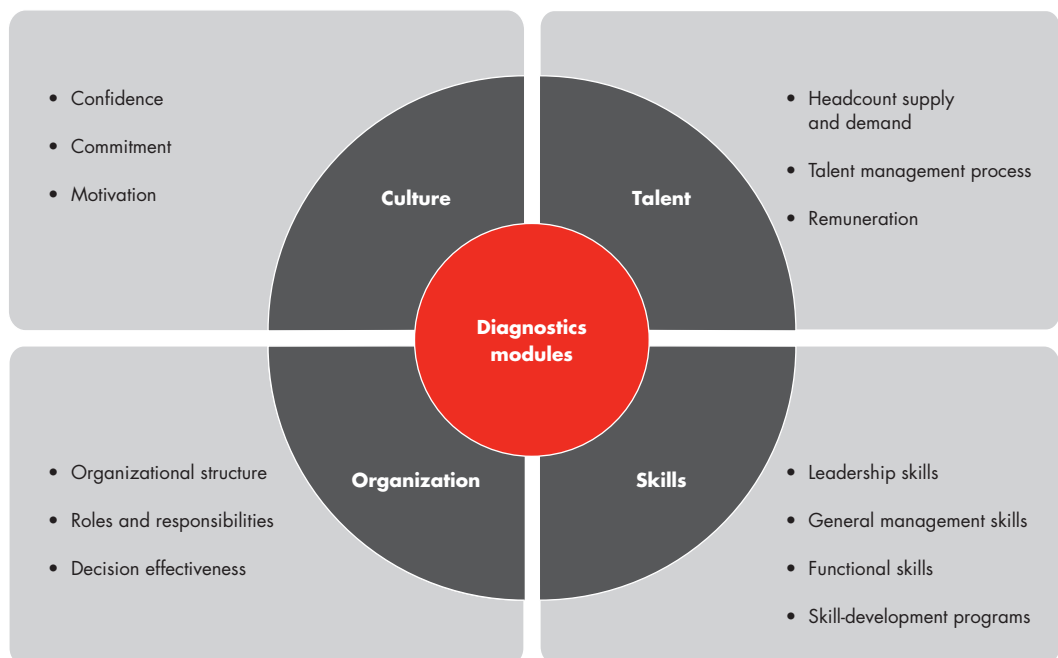 • Confidence
• Commitment
• Motivation
Culture
• Headcount supply
and demand
• Talent management process
• Remuneration
Talent
Diagnostics
modules
• Organizational structure
• Roles and responsibilities
• Decision effectiveness
Organization
• Leadership skills
• General management skills
• Functional skills
• Skill-development programs
Skills